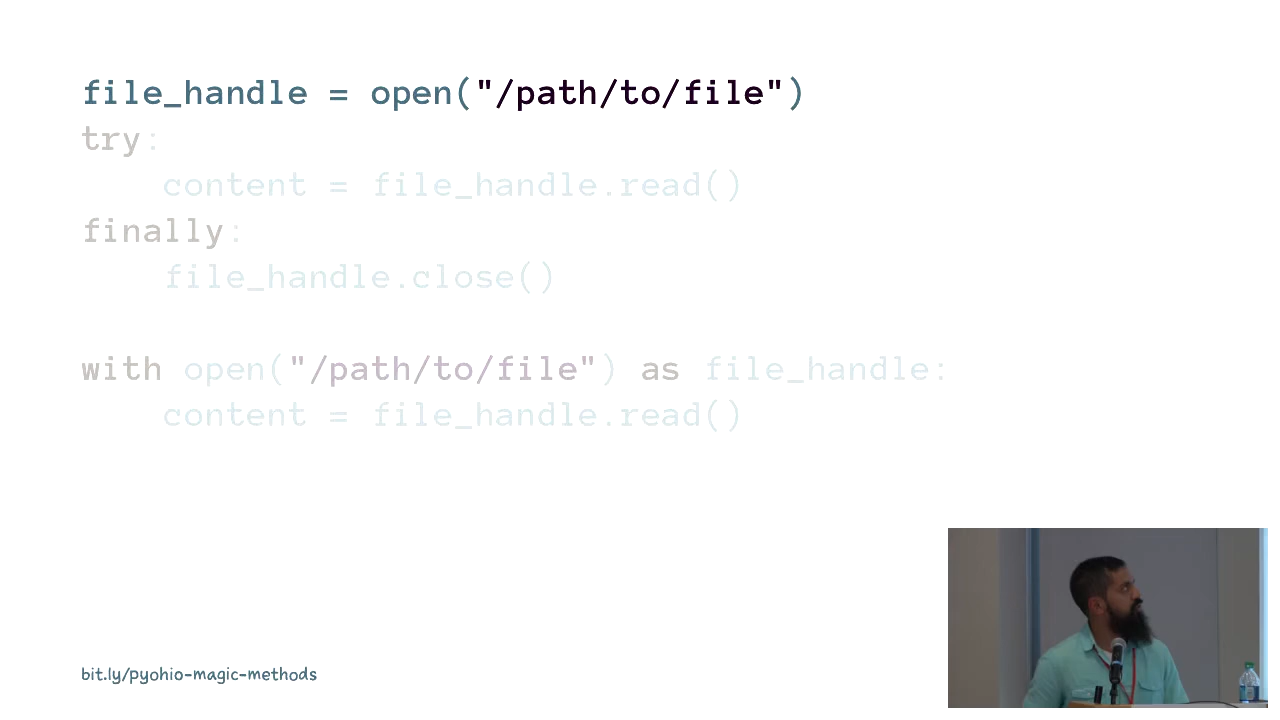 file_handle = open("/path/to/file")
try:
    content = file_handle.read()
finally:
    file_handle.close()
with open("/path/to/file") as file_handle:
    content = file_handle.read()
bit.ly/pyohio-magic-methods